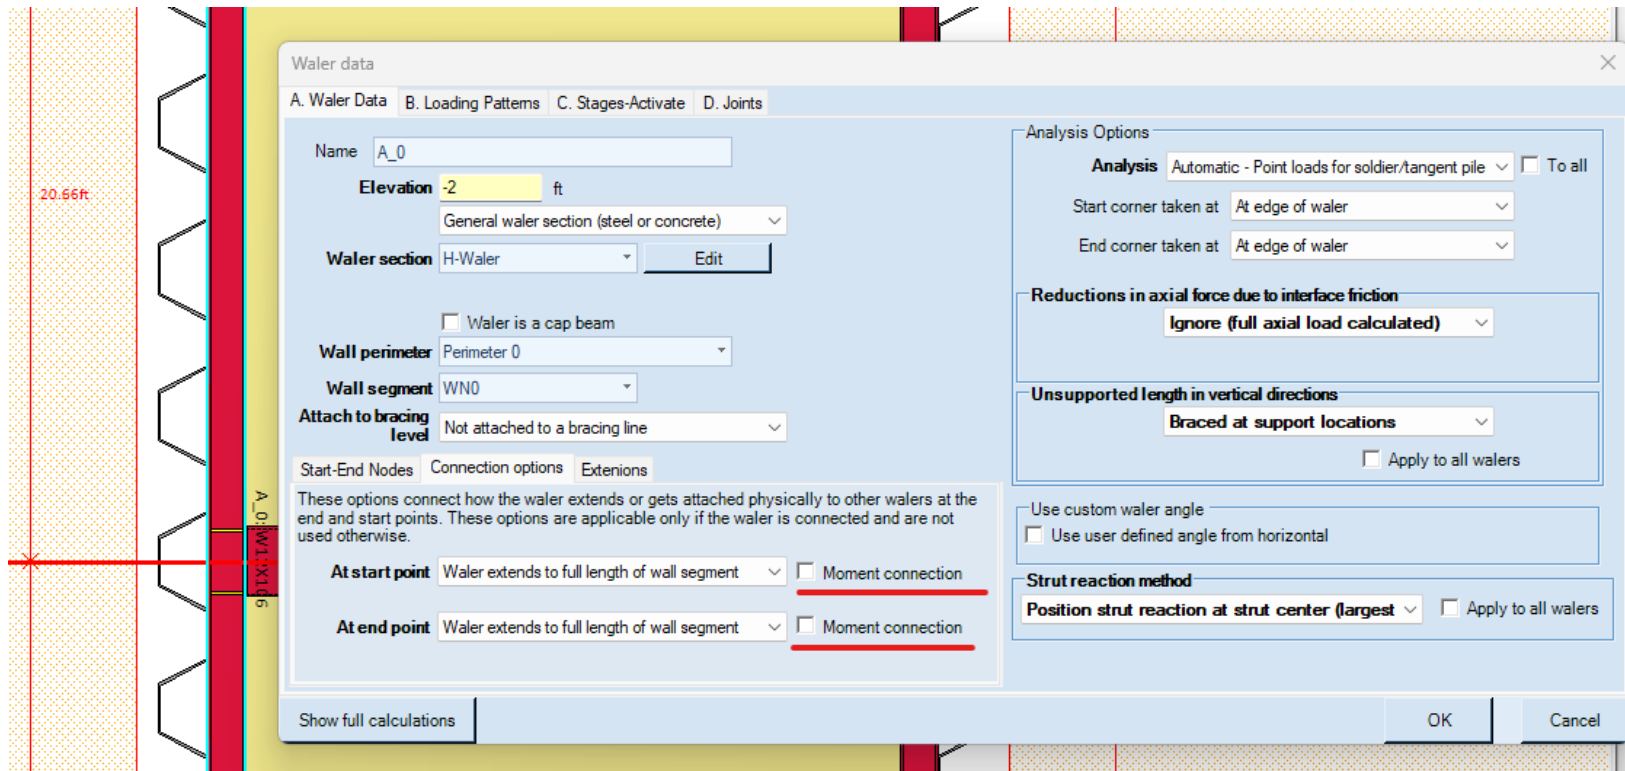 20.66ft
Waler data
A. Waler Data
B. Loading Patterns
C. Stages-Activate
D. Joints
Name
A_0
Elevation
-2
ft
General waler section (steel or concrete)
Waler section
H-Waler
Edit
Waler is a cap beam
Wall perimeter
Perimeter 0
Wall segment
WN0
Attach to bracing
level
Not attached to a bracing line
Start-End Nodes
Connection options
Extenions
These options connect how the waler extends or gets attached physically to other walers at the
end and start points. These options are applicable only if the waler is connected and are not
used otherwise.
At start point
Waler extends to full length of wall segment
Moment connection
At end point
Waler extends to full length of wall segment
Moment connection
Analysis Options
Analysis
Automatic - Point loads for soldier/tangent pile
To all
Start corner taken at
At edge of waler
End corner taken at
At edge of waler
Reductions in axial force due to interface friction
Ignore (full axial load calculated)
Unsupported length in vertical directions
Braced at support locations
Apply to all walers
Use custom waler angle
Use user defined angle from horizontal
Strut reaction method
Position strut reaction at strut center (largest
Apply to all walers
Show full calculations
OK
Cancel